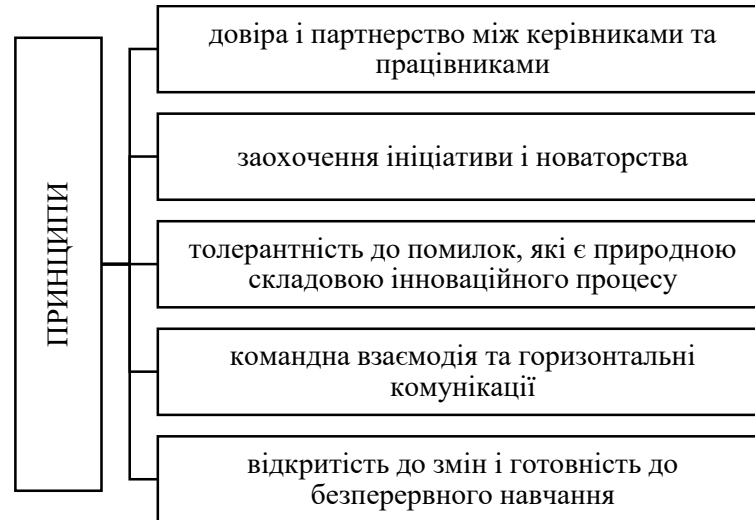 ПРИНЦИПИ
довіра і партнерство між керівниками та
працівниками
заохочення ініціативи і новаторства
толерантність до помилок, які є природною
складовою інноваційного процесу
командна взаємодія та горизонтальні
комунікації
відкритість до змін і готовність до
безперервного навчання